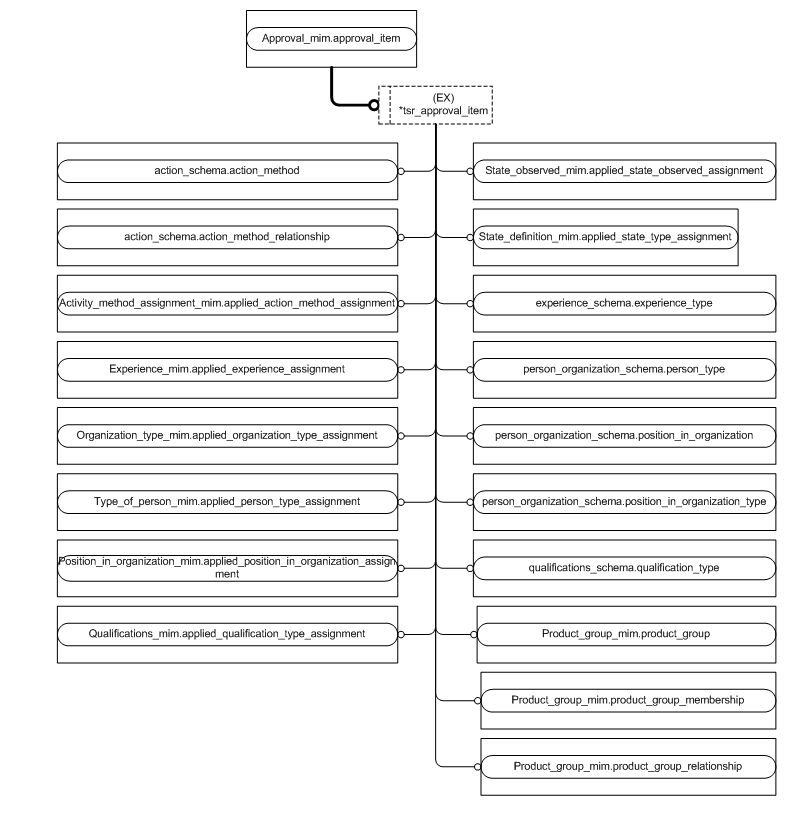 Approval_mim.approval_item
(EX)
*tsr_approval_item
action_schema.action_method
State_observed_mim.applied_state_observed_assignment
action_schema.action_method_relationship
State_definition_mim.applied_state_type_assignment
Activity_method_assignment_mim.applied_action_method_assignment
experience_schema.experience_type
Experience_mim.applied_experience_assignment
person_organization_schema.person_type
Organization_type_mim.applied_organization_type_assignment
person_organization_schema.position_in_organization
Type_of_person_mim.applied_person_type_assignment
person_organization_schema.position_in_organization_type
Position_in_organization_mim.applied_position_in_organization_assign
ment
qualifications_schema.qualification_type
Qualifications_mim.applied_qualification_type_assignment
Product_group_mim.product_group
Product_group_mim.product_group_membership
Product_group_mim.product_group_relationship